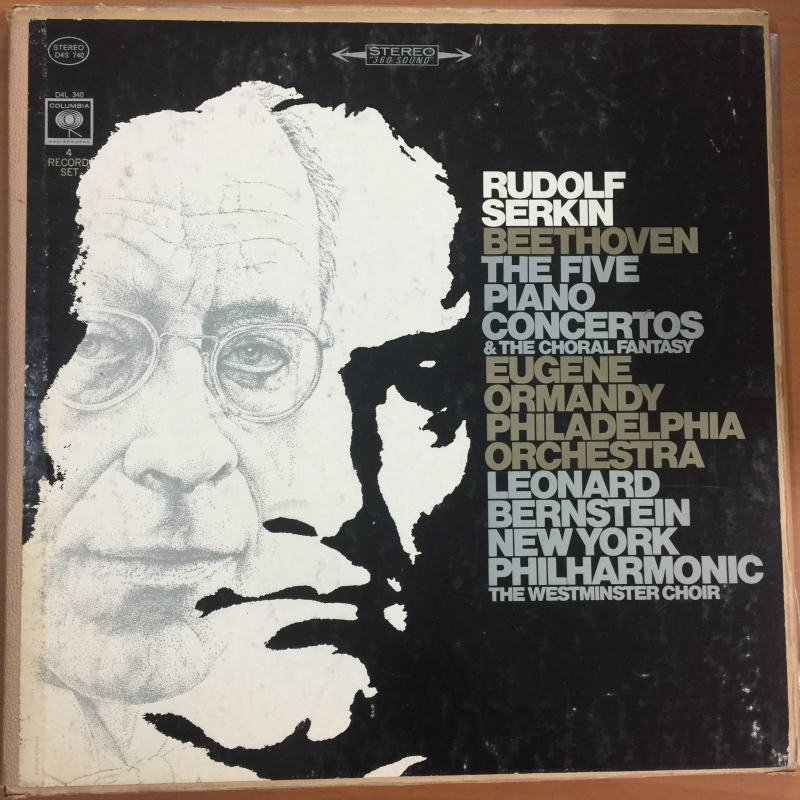 STEREO
D4S 740
STEREO
"360 SOUND"
D4L 340
COLUMBIA
MASTERWORKS
4
RECORD
SET
RUDOLF
SERKIN
BEETHOVEN
THE FIVE
PIANO
CONCERTOS
& THE CHORAL FANTASY
EUGENE
ORMANDY
PHILADELPHIA
ORCHESTRA
LEONARD
BERNSTEIN
NEW YORK
PHILHARMONIC
THE WESTMINSTER CHOIR